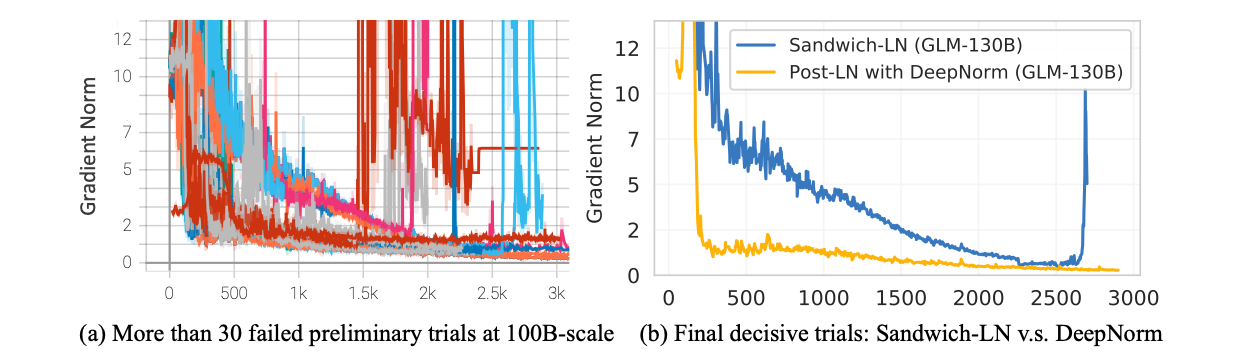 Gradient Norm
12
10
7
5
2
0
0 500 1k 1.5k 2k 2.5k 3k
(a) More than 30 failed preliminary trials at 100B-scale
Gradient Norm
12
10
7
5
2
0
Sandwich-LN (GLM-130B)
Post-LN with DeepNorm (GLM-130B)
0 500 1000 1500 2000 2500 3000
(b) Final decisive trials: Sandwich-LN v.s. DeepNorm